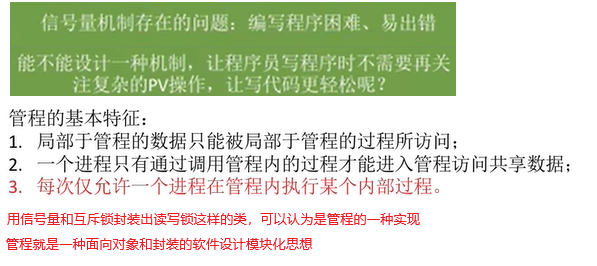 信号量机制存在的问题：编写程序困难、易出错
能不能设计一种机制，让程序员写程序时不需要再关
注复杂的PV操作，让写代码更轻松呢？
管程的基本特征：
1. 局部于管程的数据只能被局部于管程的过程所访问；
2. 一个进程只有通过调用管程内的过程才能进入管程访问共享数据；
3. 每次仅允许一个进程在管程内执行某个内部过程。
用信号量和互斥锁封装出读写锁这样的类，可以认为是管程的一种实现
管程就是一种面向对象和封装的软件设计模块化思想